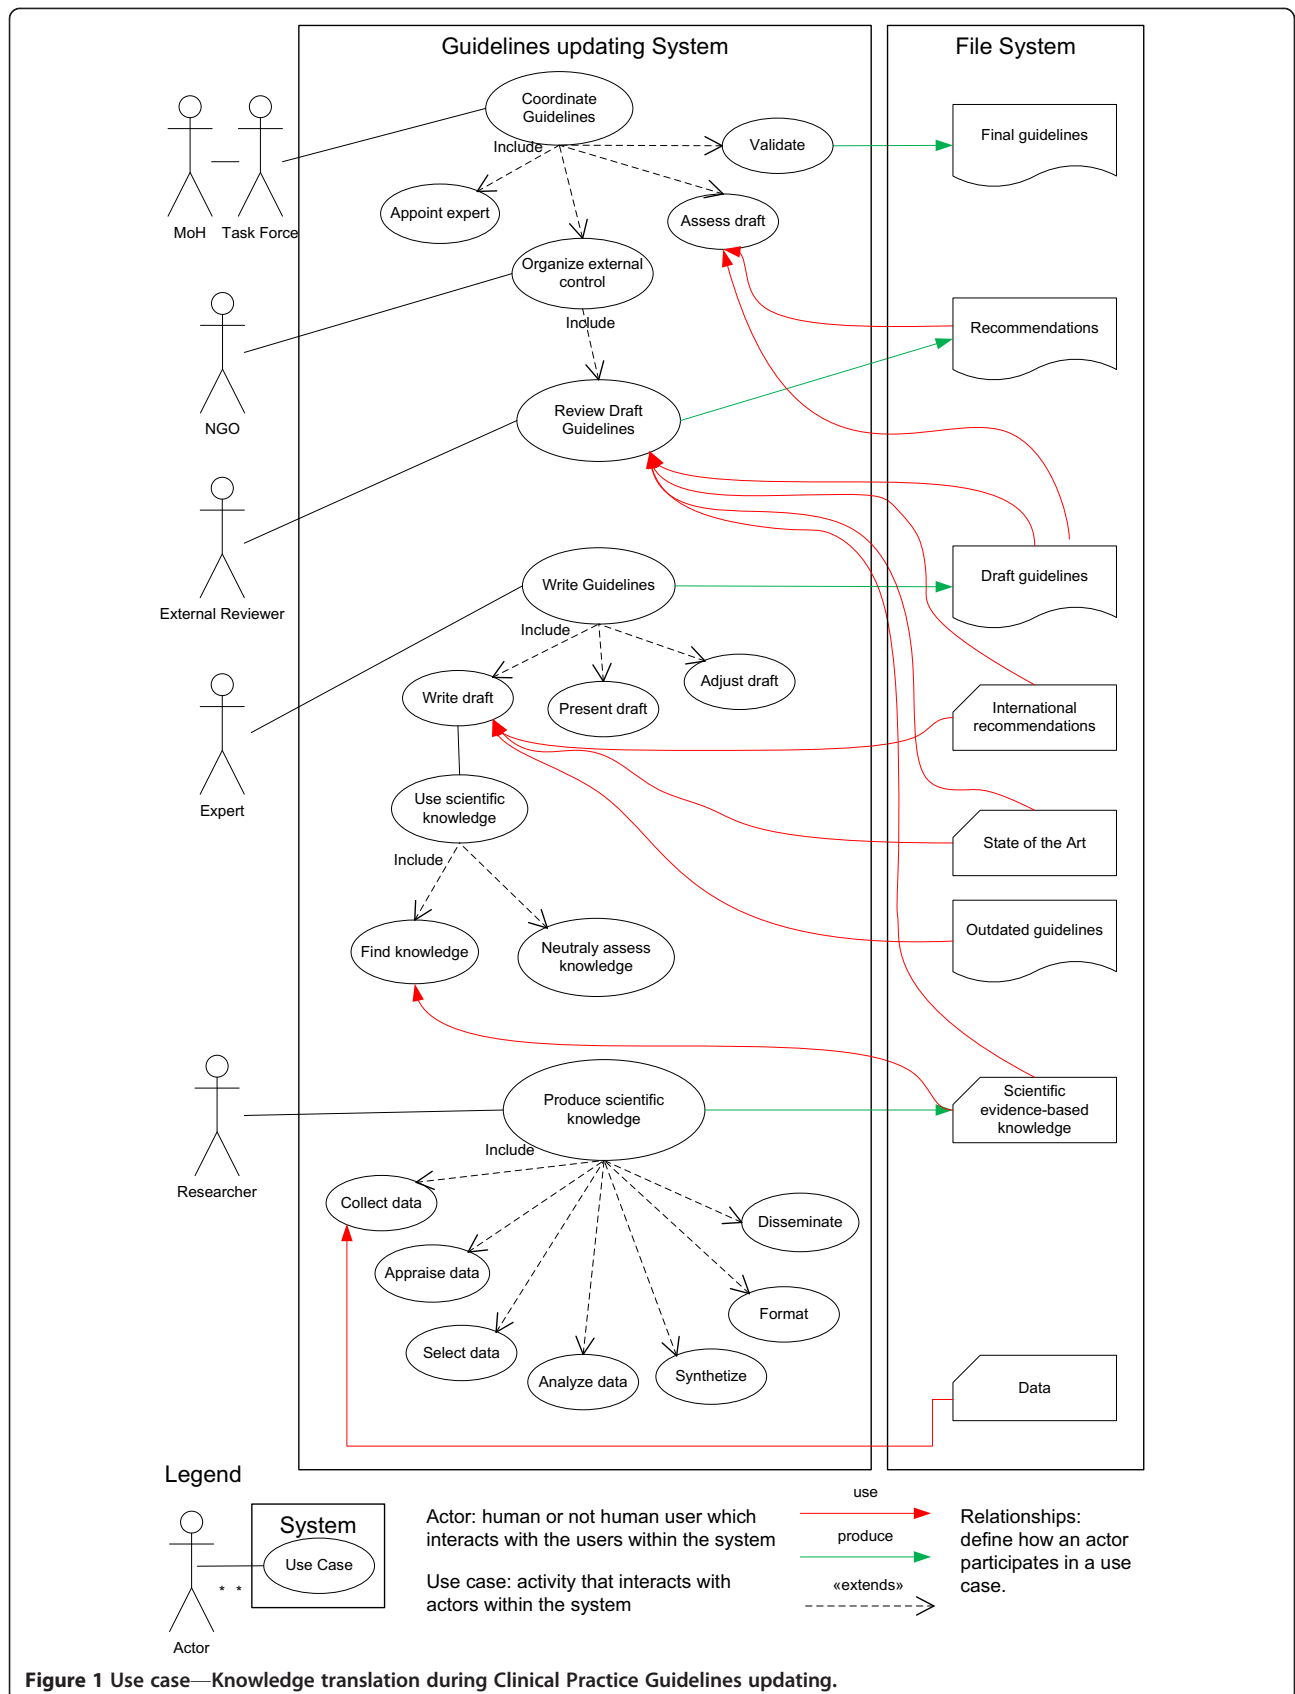 Guidelines updating System
File System
Coordinate
Guidelines
Include
Validate
Final guidelines
Appoint expert
Assess draft
MoH
Task Force
Organize external
control
Include
Recommendations
NGO
Review Draft
Guidelines
External Reviewer
Write Guidelines
Draft guidelines
Include
Write draft
Present draft
Adjust draft
International
recommendations
Expert
Use scientific
knowledge
State of the Art
Include
Find knowledge
Neutraly assess
knowledge
Outdated guidelines
Researcher
Produce scientific
knowledge
Scientific
evidence-based
knowledge
Include
Collect data
Disseminate
Appraise data
Format
Select data
Analyze data
Synthetize
Data
Legend
System
Use Case
* *
Actor
Actor: human or not human user which
interacts with the users within the system
Use case: activity that interacts with
actors within the system
use
produce
«extends»
Relationships:
define how an actor
participates in a use
case.
Figure 1 Use case—Knowledge translation during Clinical Practice Guidelines updating.